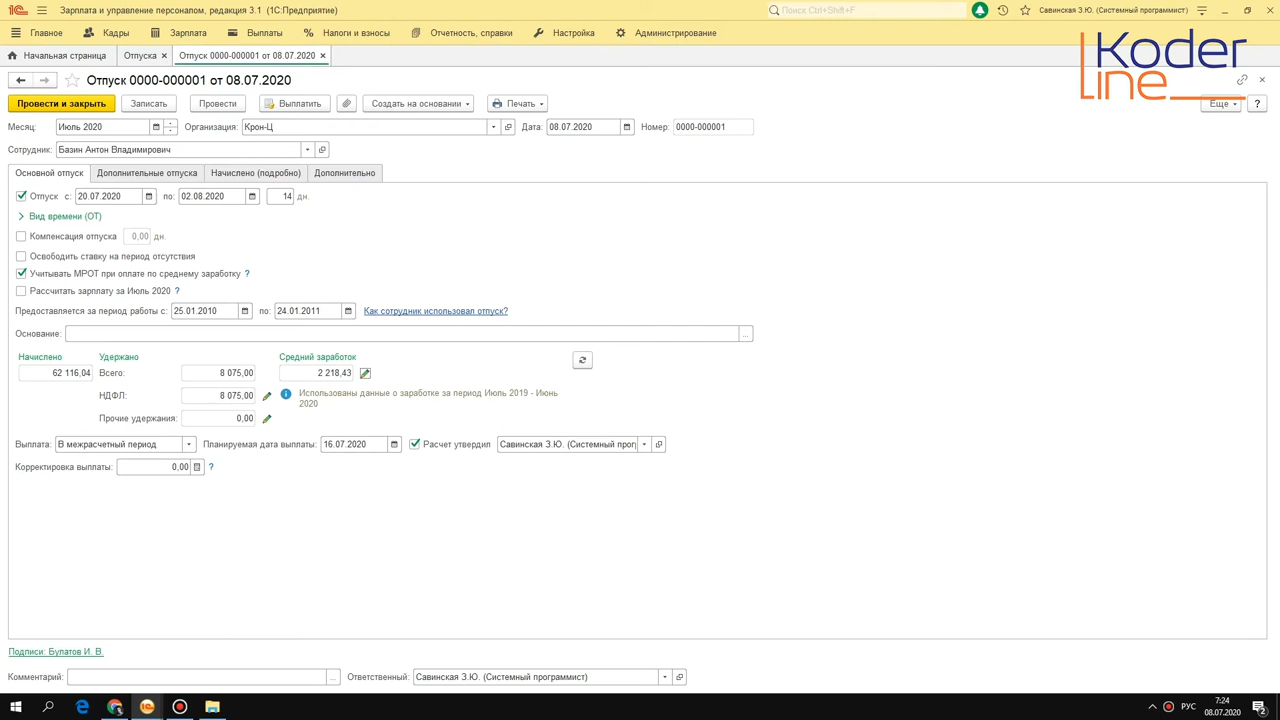 Зарплата и управление персоналом, редакция 3.1 (1С:Предприятие)
Поиск Ctrl+Shift+F
Савинская З.Ю. (Системный программист)
Главное Кадры Зарплата Выплаты Налоги и взносы Отчетность, справки Настройка Администрирование
Koder line
Начальная страница Отпуска × Отпуск 0000-000001 от 08.07.2020 ×
Отпуск 0000-000001 от 08.07.2020
Провести и закрыть Записать Провести Выплатить Создать на основании Печать Еще ?
Месяц: Июль 2020 Организация: Крон-Ц Дата: 08.07.2020 Номер: 0000-000001
Сотрудник: Базин Антон Владимирович
Основной отпуск Дополнительные отпуска Начислено (подробно) Дополнительно
Отпуск с: 20.07.2020 по: 02.08.2020 14 дн.
Вид времени (ОТ)
Компенсация отпуска 0,00 дн.
Освободить ставку на период отсутствия
Учитывать МРОТ при оплате по среднему заработку ?
Рассчитать зарплату за Июль 2020 ?
Предоставляется за период работы с: 25.01.2010 по: 24.01.2011 Как сотрудник использовал отпуск?
Основание: ...
Начислено Удержано Средний заработок
62 116,04 Всего: 8 075,00 2 218,43
НДФЛ: 8 075,00 Использованы данные о заработке за период Июль 2019 - Июнь
2020
Прочие удержания: 0,00
Выплата: В межрасчетный период Планируемая дата выплаты: 16.07.2020 Расчет утвердил Савинская З.Ю. (Системный прог
Корректировка выплаты: 0,00 ?
Подписи: Булатов И. В.
Комментарий: ... Ответственный: Савинская З.Ю. (Системный программист)
РУС 7:24
08.07.2020 2